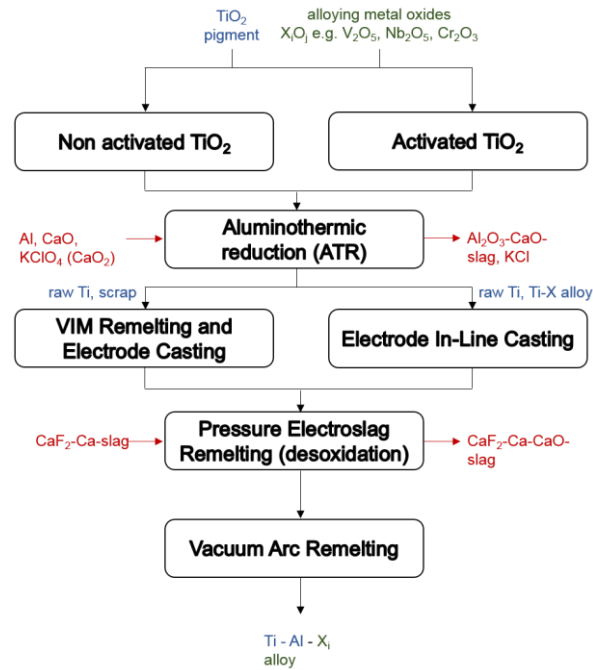 TiO₂
pigment
alloying metal oxides
XᵢOⱼ e.g. V₂O₅, Nb₂O₅, Cr₂O₃
Non activated TiO₂
Activated TiO₂
Al, CaO,
KClO₄ (CaO₂)
Aluminothermic
reduction (ATR)
Al₂O₃-CaO-
slag, KCl
raw Ti, scrap
raw Ti, Ti-X alloy
VIM Remelting and
Electrode Casting
Electrode In-Line Casting
CaF₂-Ca-slag
Pressure Electroslag
Remelting (desoxidation)
CaF₂-Ca-CaO-
slag
Vacuum Arc Remelting
Ti - Al - Xᵢ
alloy